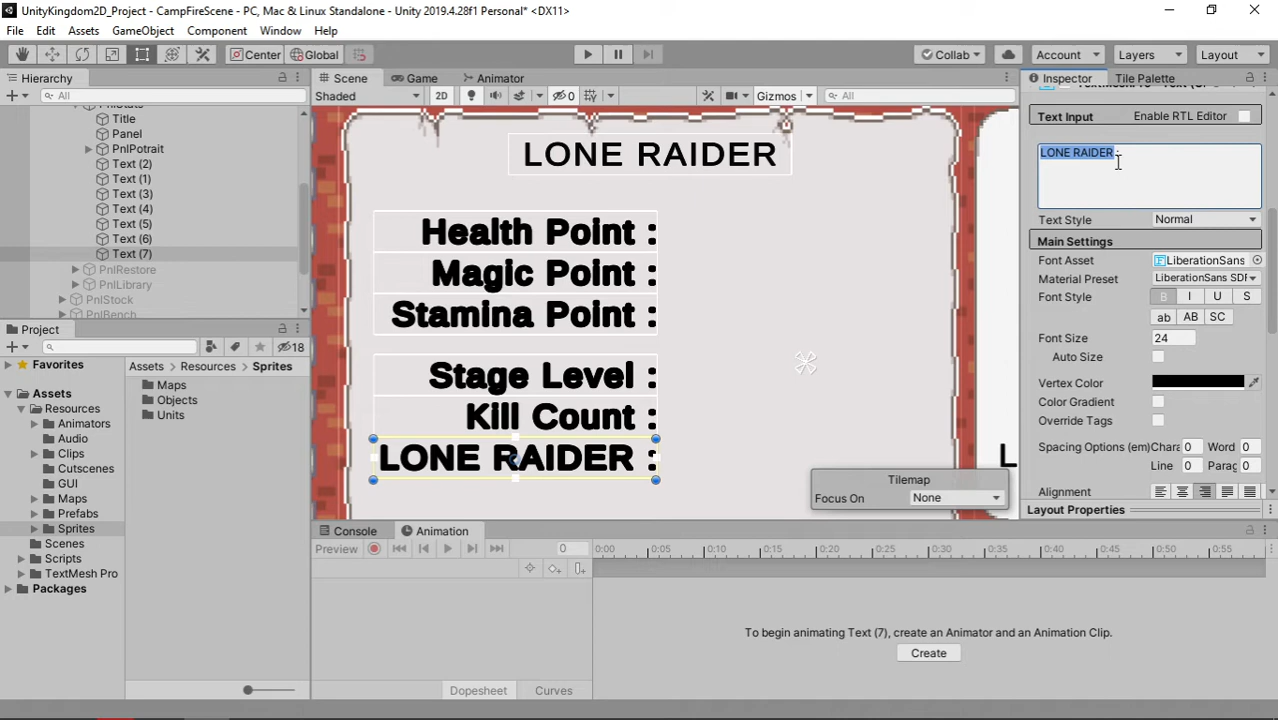 UnityKingdom2D_Project - CampFireScene - PC, Mac & Linux Standalone - Unity 2019.4.28f1 Personal* <DX11>
File Edit Assets GameObject Component Window Help
Center Global Collab Account Layers Layout
Hierarchy
All
Title
Panel
PnlPotrait
Text (2)
Text (1)
Text (3)
Text (4)
Text (5)
Text (6)
Text (7)
PnlRestore
PnlLibrary
PnlStock
PnlBench
Scene Game Animator
Shaded 2D 0 Gizmos All
LONE RAIDER
Health Point :
Magic Point :
Stamina Point :
Stage Level :
Kill Count :
LONE RAIDER :
L
Tilemap
Focus On None
Inspector Tile Palette
Text Input Enable RTL Editor
LONE RAIDER :
Text Style Normal
Main Settings
Font Asset LiberationSans
Material Preset LiberationSans SDF
Font Style B I U S
ab AB SC
Font Size 24
Auto Size
Vertex Color
Color Gradient
Override Tags
Spacing Options (em) Chara 0 Word 0
Line 0 Parag 0
Alignment
Layout Properties
Project
18
Favorites
Assets
Resources
Animators
Audio
Clips
Cutscenes
GUI
Maps
Prefabs
Sprites
Scenes
Scripts
TextMesh Pro
Packages
Assets Resources Sprites
Maps
Objects
Units
Console Animation
Preview 0 0:00 0:05 0:10 0:15 0:20 0:25 0:30 0:35 0:40 0:45 0:50 0:55
To begin animating Text (7), create an Animator and an Animation Clip.
Create
Dopesheet Curves